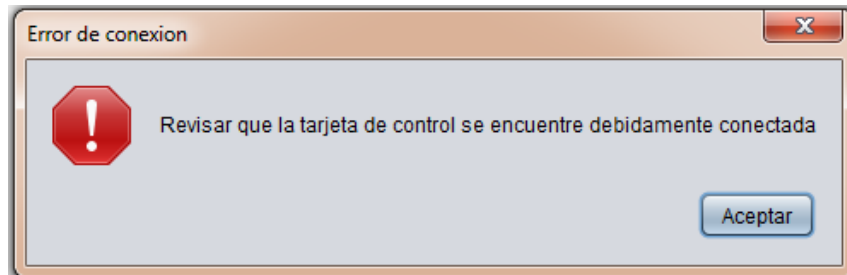 Error de conexion
Revisar que la tarjeta de control se encuentre debidamente conectada
Aceptar